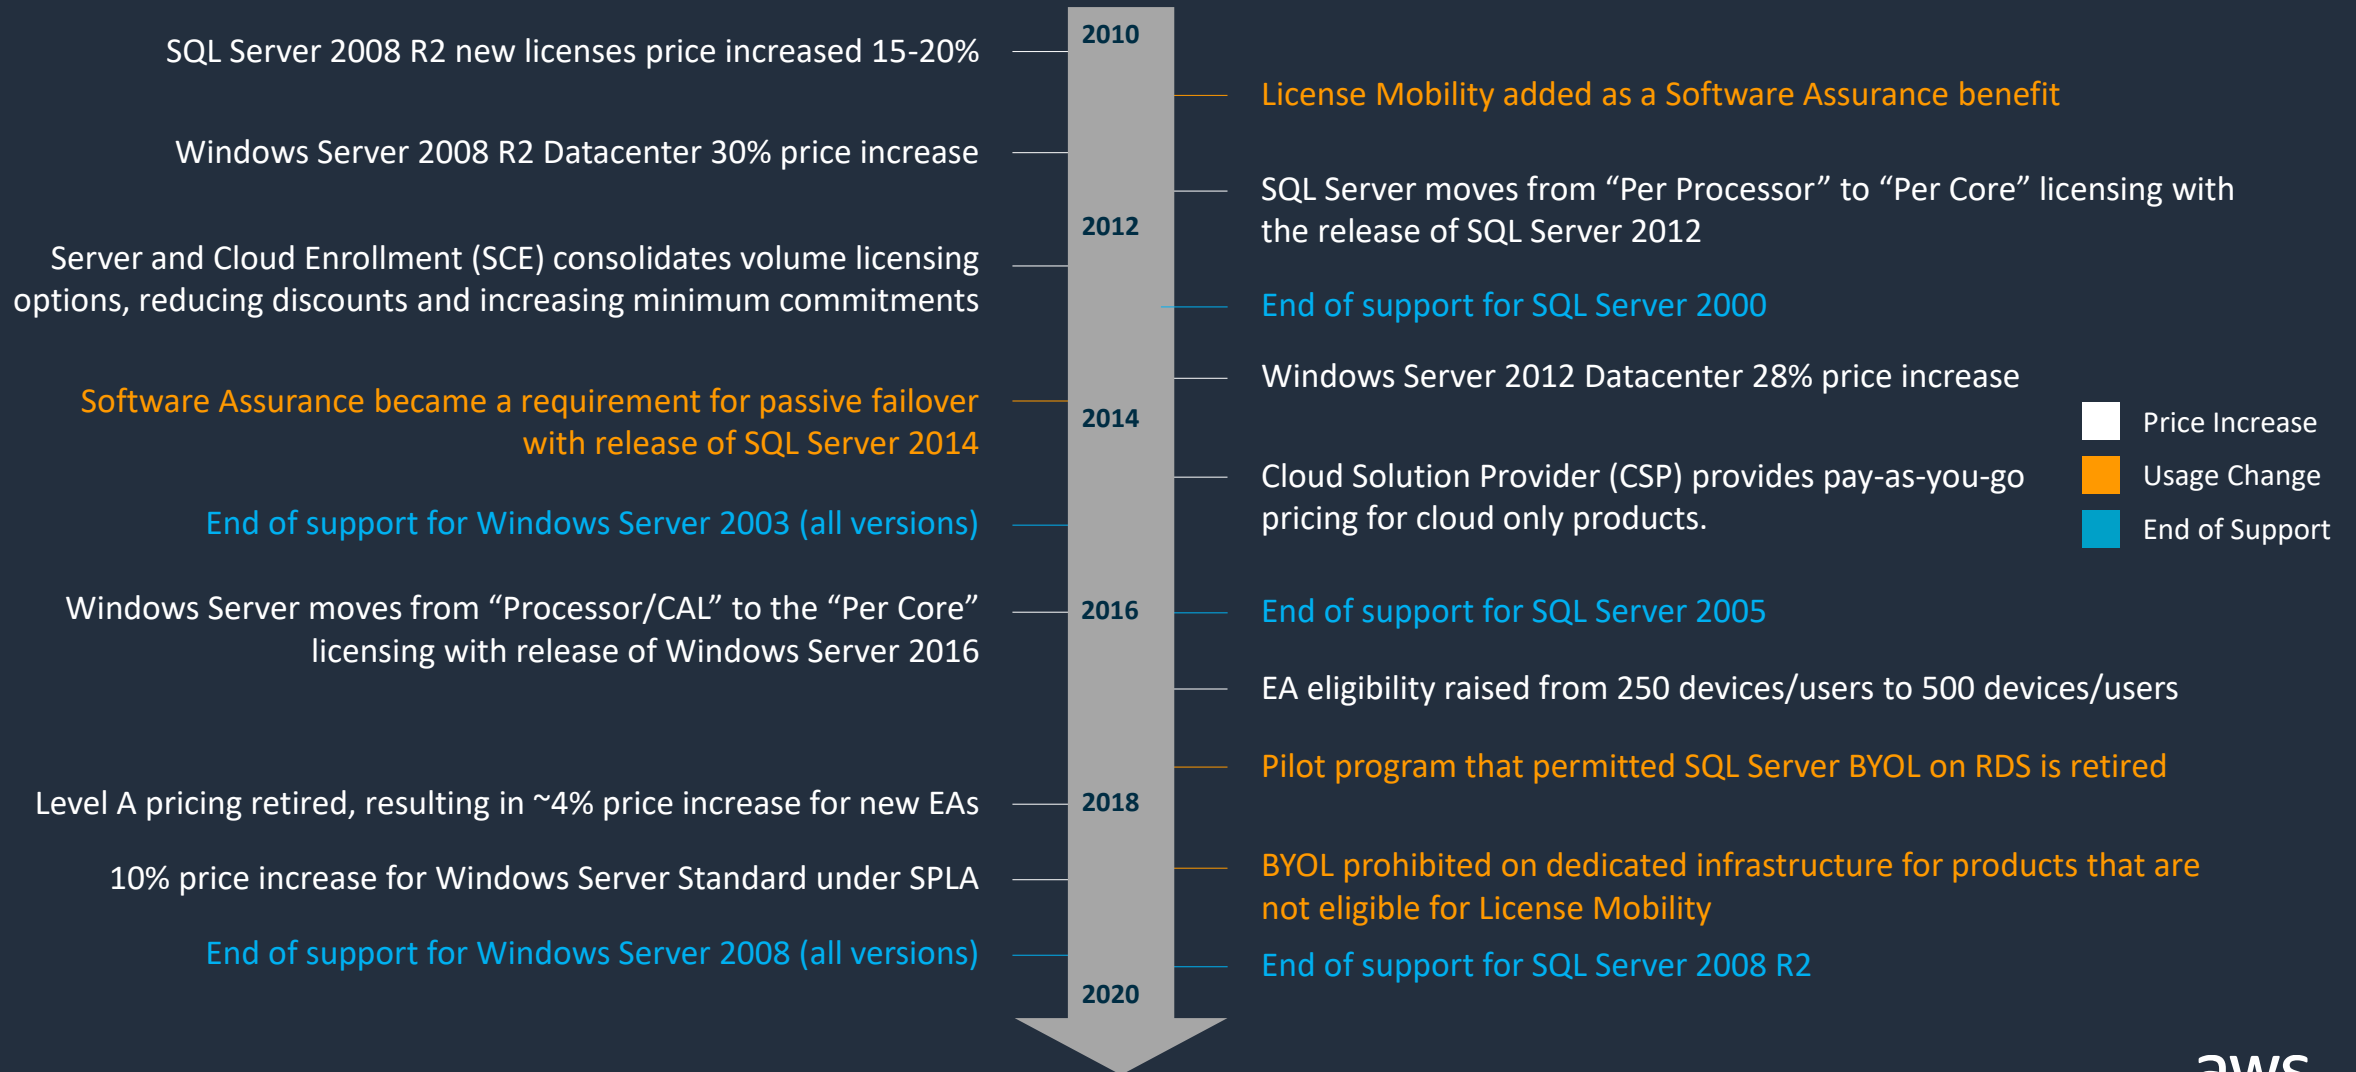 2010
SQL Server 2008 R2 new licenses price increased 15-20%
License Mobility added as a Software Assurance benefit
Windows Server 2008 R2 Datacenter 30% price increase
SQL Server moves from “Per Processor” to “Per Core” licensing with
the release of SQL Server 2012
2012
Server and Cloud Enrollment (SCE) consolidates volume licensing
options, reducing discounts and increasing minimum commitments
End of support for SQL Server 2000
Windows Server 2012 Datacenter 28% price increase
Software Assurance became a requirement for passive failover
with release of SQL Server 2014
2014
Cloud Solution Provider (CSP) provides pay-as-you-go
pricing for cloud only products.
End of support for Windows Server 2003 (all versions)
Windows Server moves from “Processor/CAL” to the “Per Core”
licensing with release of Windows Server 2016
2016
End of support for SQL Server 2005
EA eligibility raised from 250 devices/users to 500 devices/users
Pilot program that permitted SQL Server BYOL on RDS is retired
Level A pricing retired, resulting in ~4% price increase for new EAs
2018
10% price increase for Windows Server Standard under SPLA
BYOL prohibited on dedicated infrastructure for products that are
not eligible for License Mobility
End of support for Windows Server 2008 (all versions)
End of support for SQL Server 2008 R2
2020
Price Increase
Usage Change
End of Support
aws